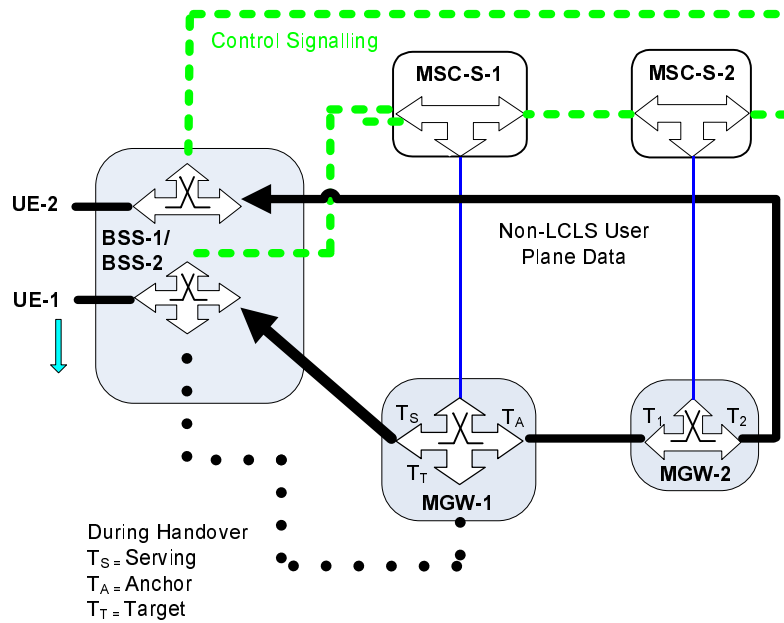 Control Signalling
MSC-S-1
MSC-S-2
UE-2
BSS-1/
BSS-2
Non-LCLS User
Plane Data
UE-1
TS
TA
TT
MGW-1
T1
T2
MGW-2
During Handover
TS = Serving
TA = Anchor
TT = Target